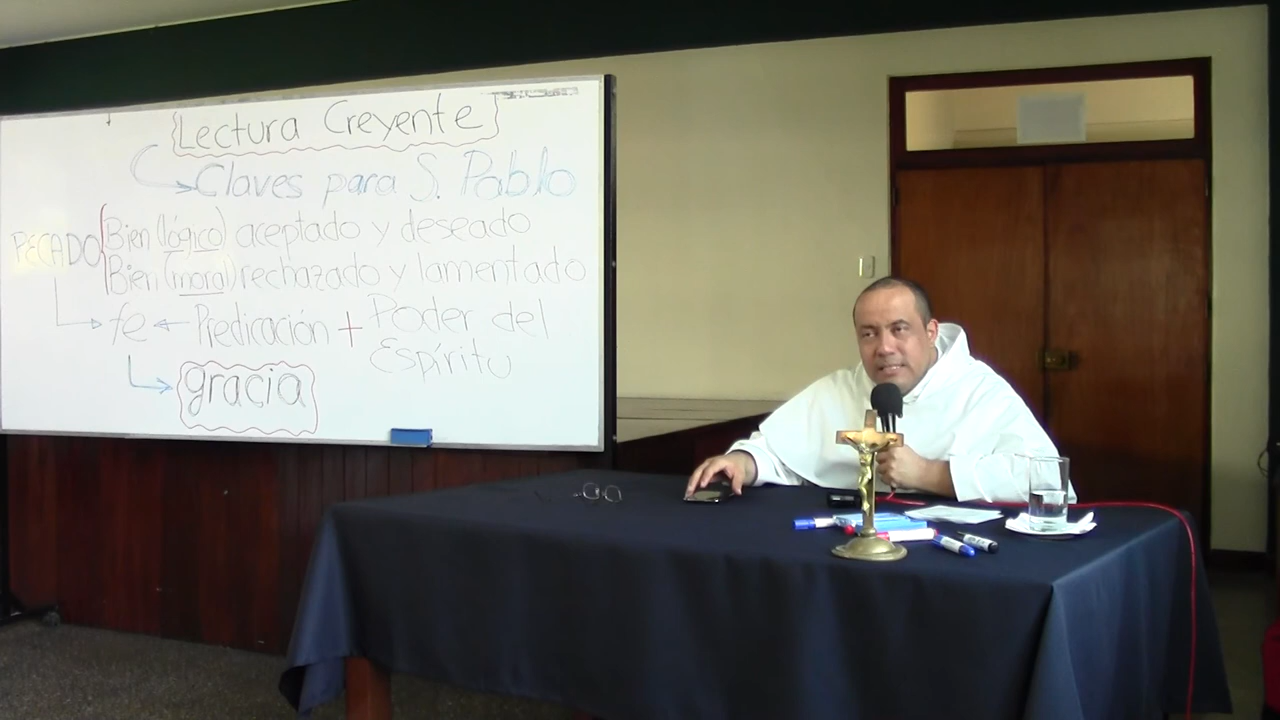 Lectura Creyente
Claves para S. Pablo
PECADO
Bien (lógico) aceptado y deseado
Bien (moral) rechazado y lamentado
fe Predicación + Poder del Espíritu
gracia